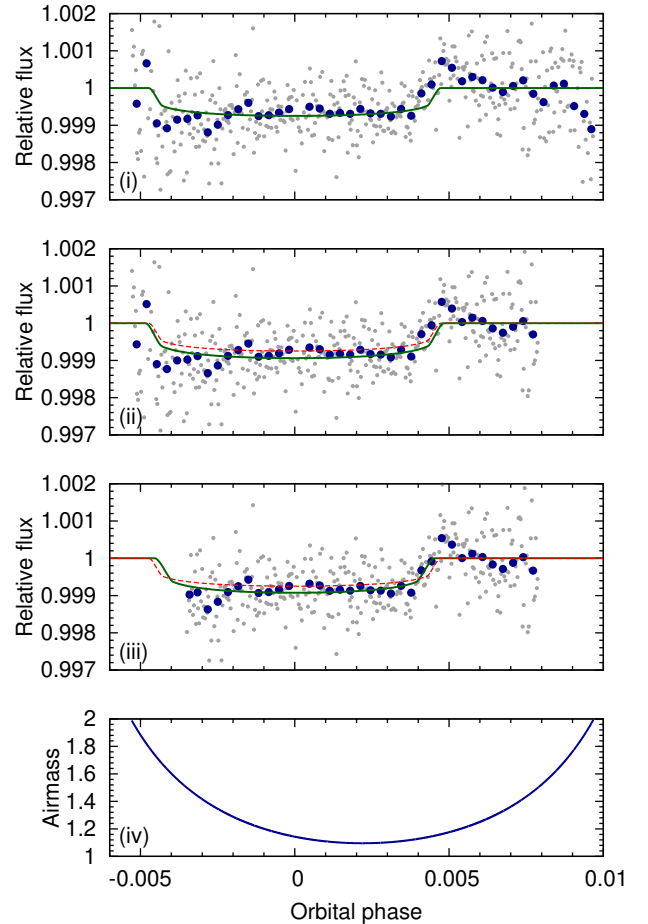 1.002
1.001
1
0.999
0.998
0.997
Relative flux
(i)
1.002
1.001
1
0.999
0.998
0.997
Relative flux
(ii)
1.002
1.001
1
0.999
0.998
0.997
Relative flux
(iii)
2
1.8
1.6
1.4
1.2
1
Airmass
(iv)
-0.005 0 0.005 0.01
Orbital phase